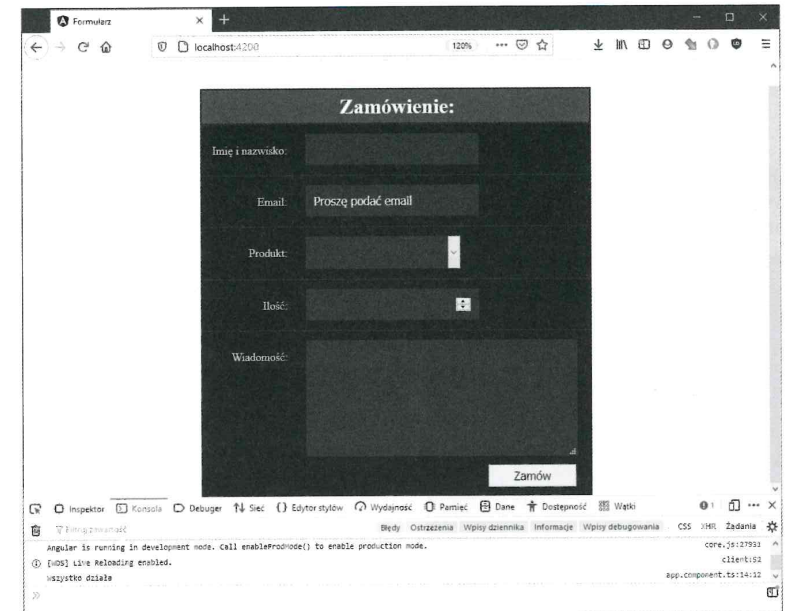 Formularz
localhost:4200
120%
Zamówienie:
Imię i nazwisko:
Email:
Proszę podać email
Produkt:
Ilość:
Wiadomość:
Zamów
Inspektor Konsola Debuger Sieć Edytor stylów Wydajność Pamięć Dane Dostępność Wątki 1
Filtruj zawartość Błędy Ostrzeżenia Wpisy dziennika Informacje Wpisy debugowania CSS XHR Żądania
Angular is running in development mode. Call enableProdMode() to enable production mode. core.js:27933
[WDS] Live Reloading enabled. client:52
Wszystko działa app.component.ts:14:12